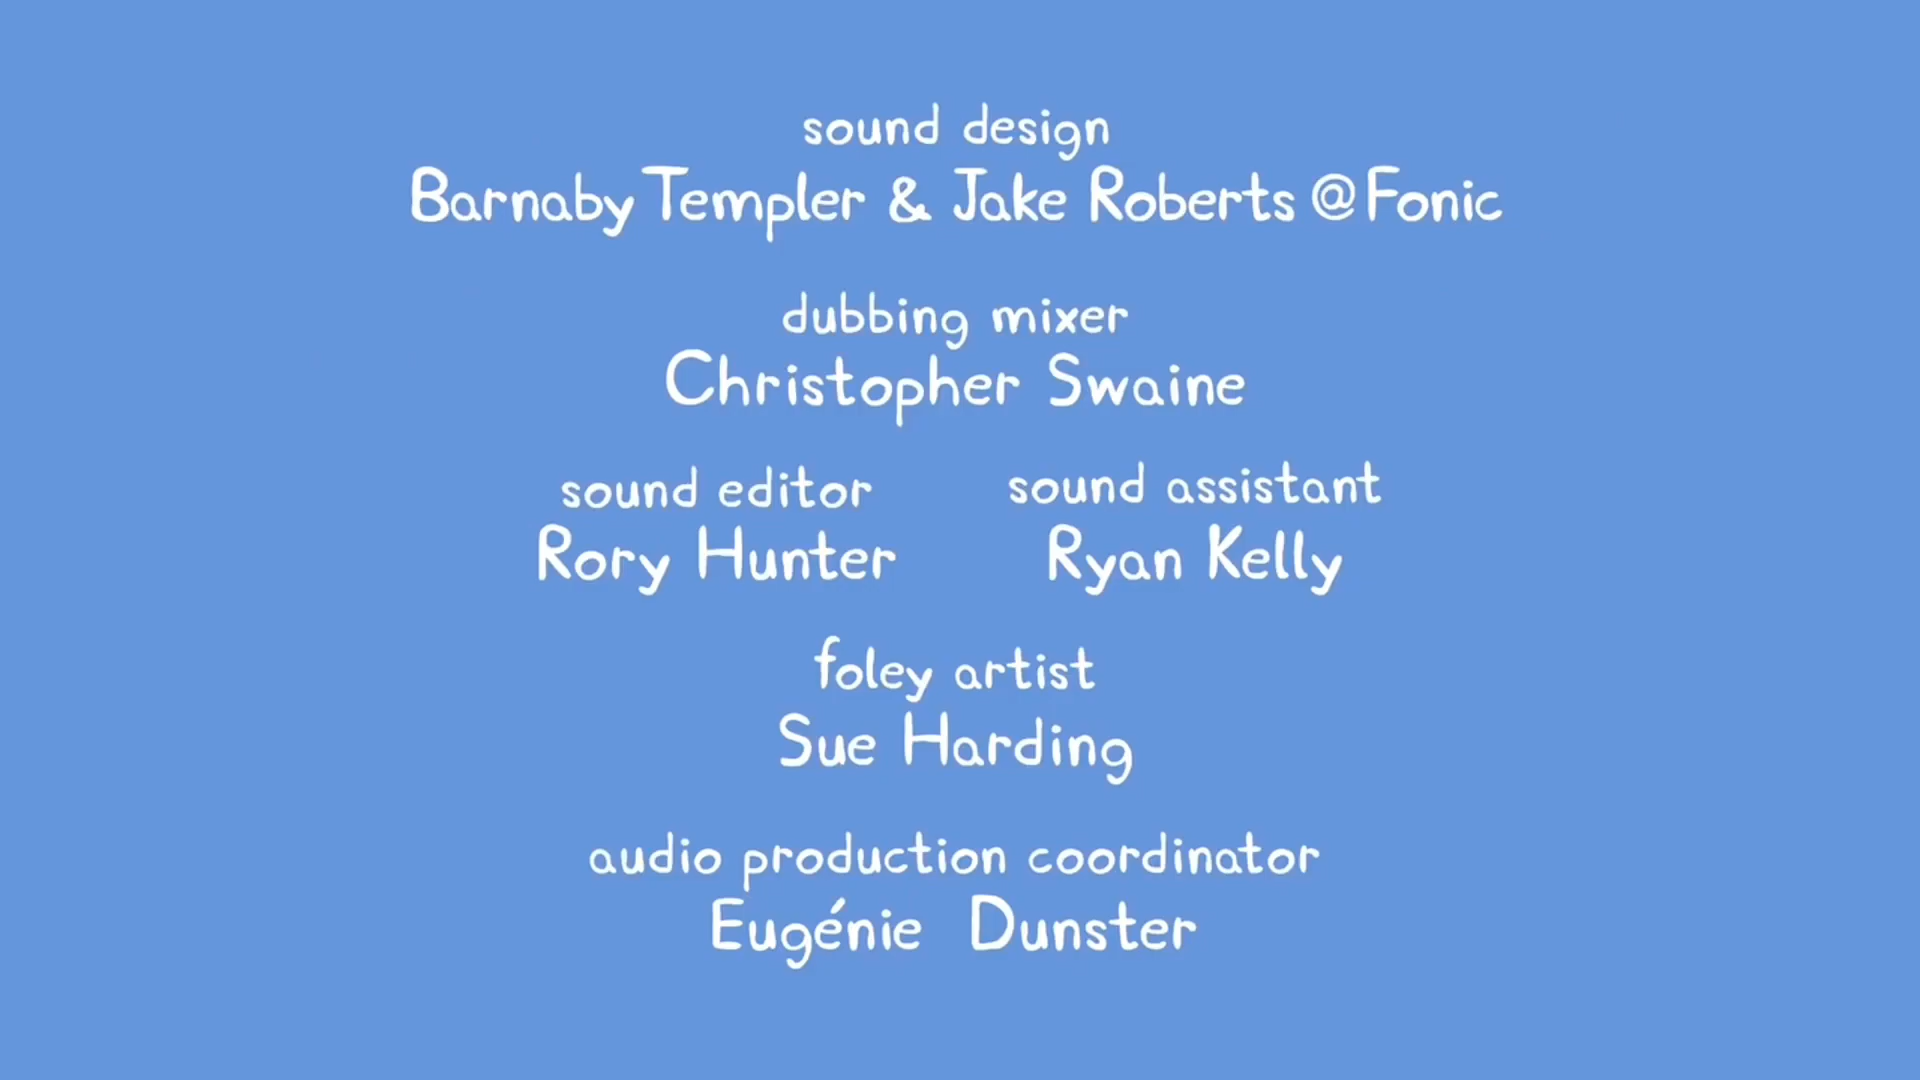 sound design
Barnaby Templer & Jake Roberts @ Fonic
dubbing mixer
Christopher Swaine
sound editor
Rory Hunter
sound assistant
Ryan Kelly
foley artist
Sue Harding
audio production coordinator
Eugénie Dunster